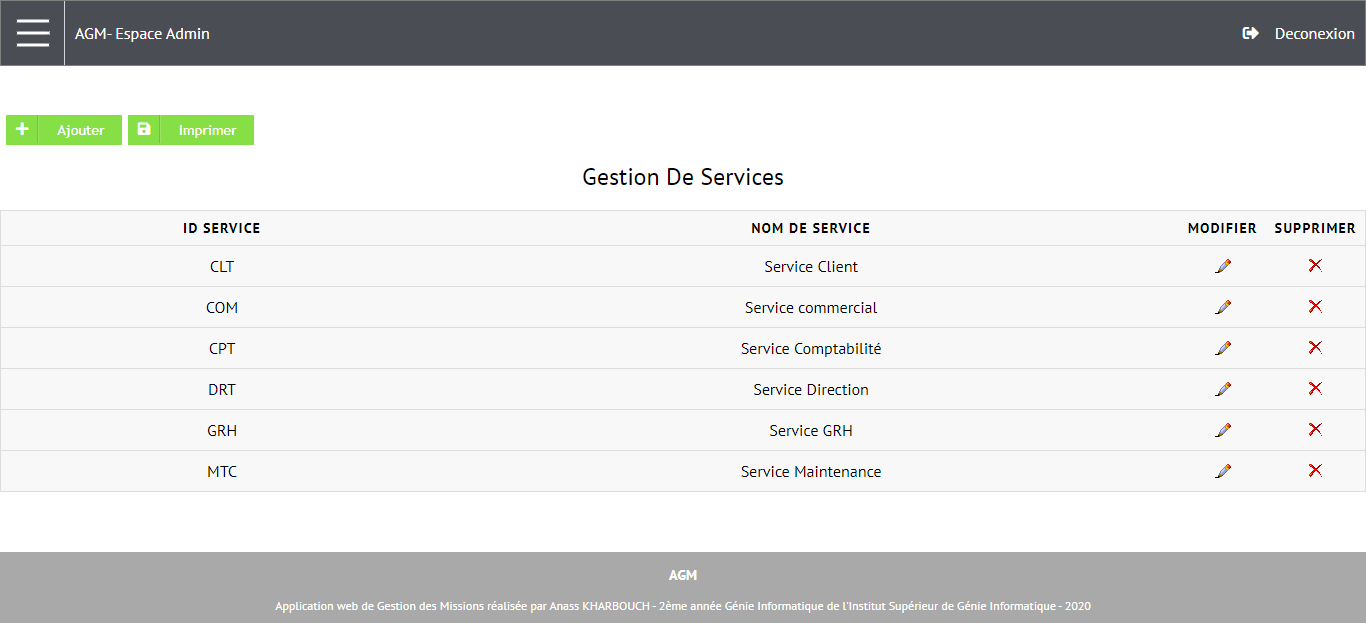 AGM- Espace Admin
Deconexion
Ajouter
Imprimer
Gestion De Services
ID SERVICE NOM DE SERVICE MODIFIER SUPPRIMER
CLT Service Client
COM Service commercial
CPT Service Comptabilité
DRT Service Direction
GRH Service GRH
MTC Service Maintenance
AGM
Application web de Gestion des Missions réalisée par Anass KHARBOUCH - 2ème année Génie Informatique de l'Institut Supérieur de Génie Informatique - 2020